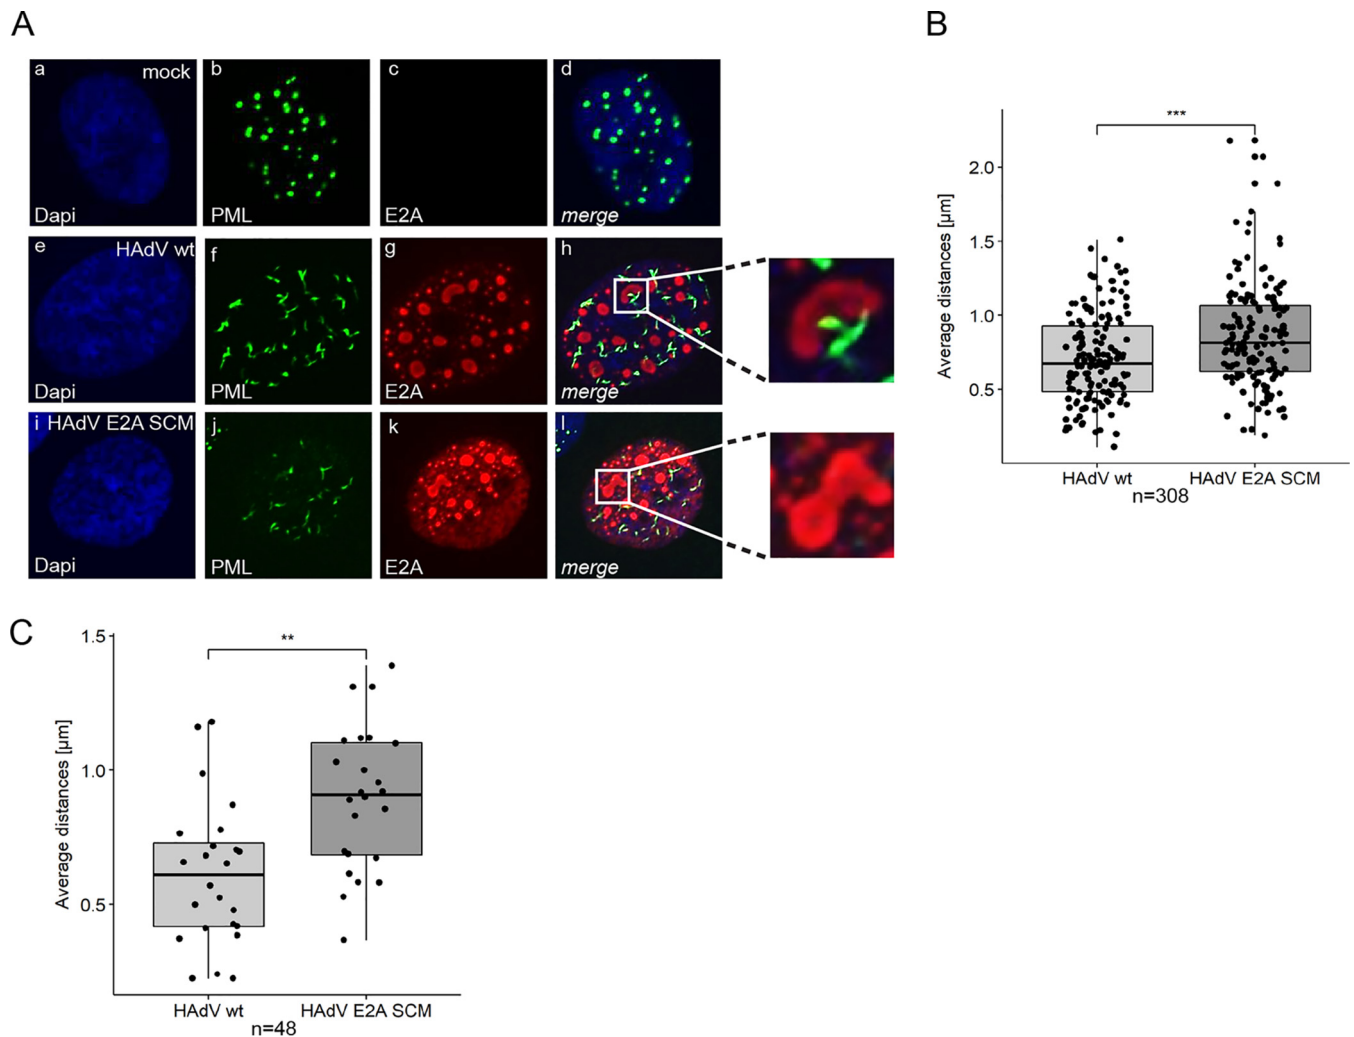 A
a
mock
Dapi
b
PML
c
E2A
d
merge
e
HAdV wt
Dapi
f
PML
g
E2A
h
merge
i
HAdV E2A SCM
Dapi
j
PML
k
E2A
l
merge
B
***
Average distances [µm]
2.0
1.5
1.0
0.5
HAdV wt
HAdV E2A SCM
n=308
C
**
Average distances [µm]
1.5
1.0
0.5
HAdV wt
HAdV E2A SCM
n=48